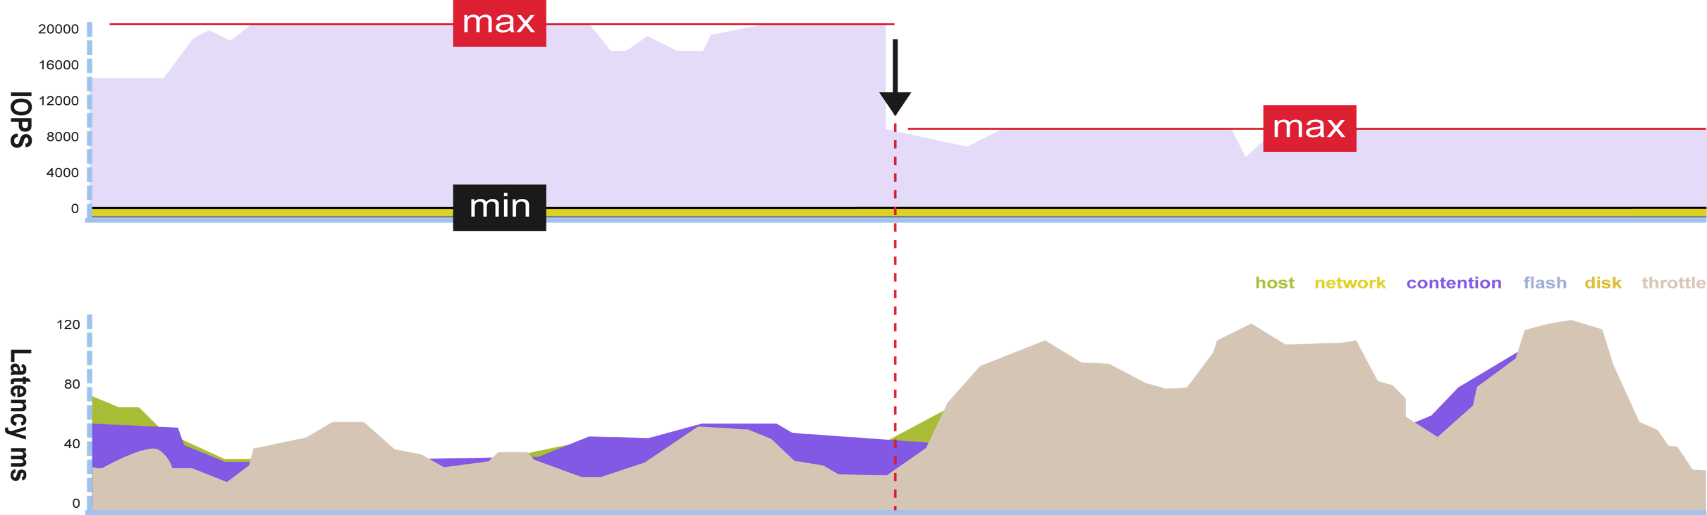 max
20000
16000
12000
8000
4000
0
IOPS
max
min
host network contention flash disk throttle
120
80
40
0
Latency ms